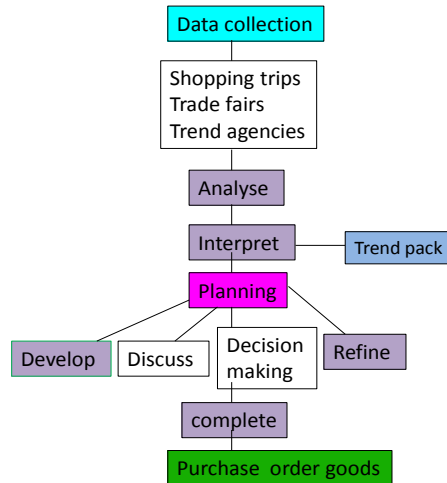 Data collection
Shopping trips
Trade fairs
Trend agencies
Analyse
Interpret
Trend pack
Planning
Develop
Discuss
Decision
making
Refine
complete
Purchase order goods